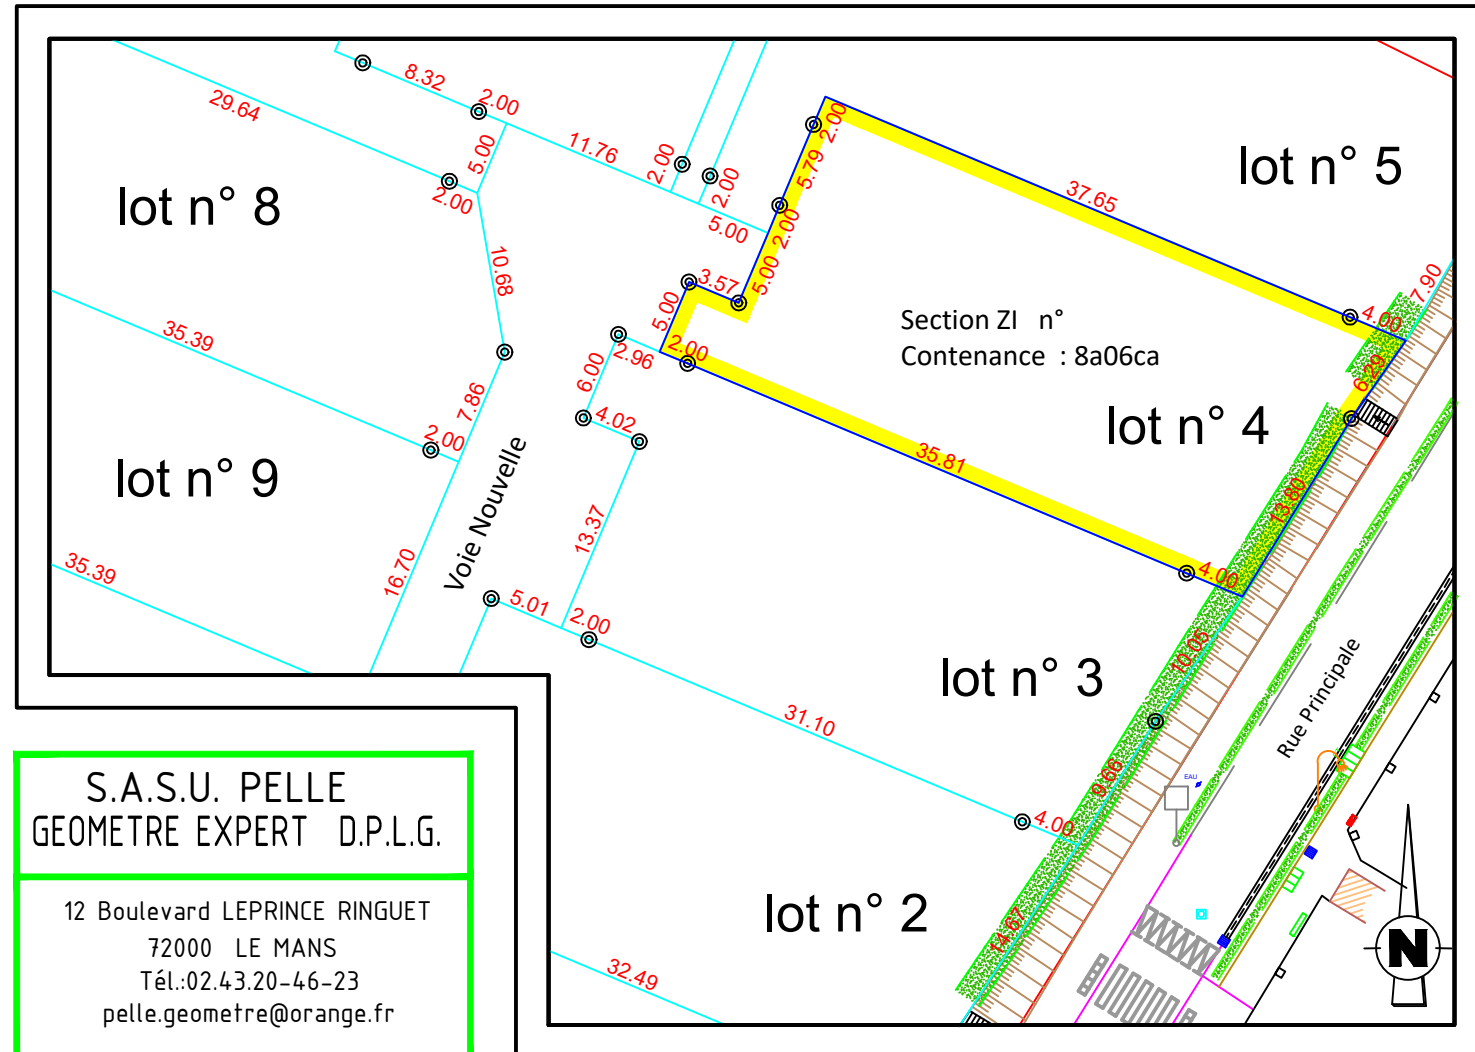 8.32
2.00
29.64
5.00
11.76
2.00
2.00
2.00
5.79
2.00
37.65
lot n° 5
lot n° 8
2.00
5.00
2.00
10.68
3.57
5.00
5.00
7.90
4.00
Section ZI n°
Contenance : 8a06ca
35.39
2.96
2.00
6.00
6.29
7.86
4.02
lot n° 4
2.00
35.81
lot n° 9
13.80
Voie Nouvelle
13.37
16.70
35.39
4.00
5.01
2.00
10.05
lot n° 3
Rue Principale
31.10
9.66
EAU
4.00
lot n° 2
14.67
32.49
N
S.A.S.U. PELLE
GEOMETRE EXPERT D.P.L.G.
12 Boulevard LEPRINCE RINGUET
72000 LE MANS
Tél.:02.43.20-46-23
pelle.geometre@orange.fr